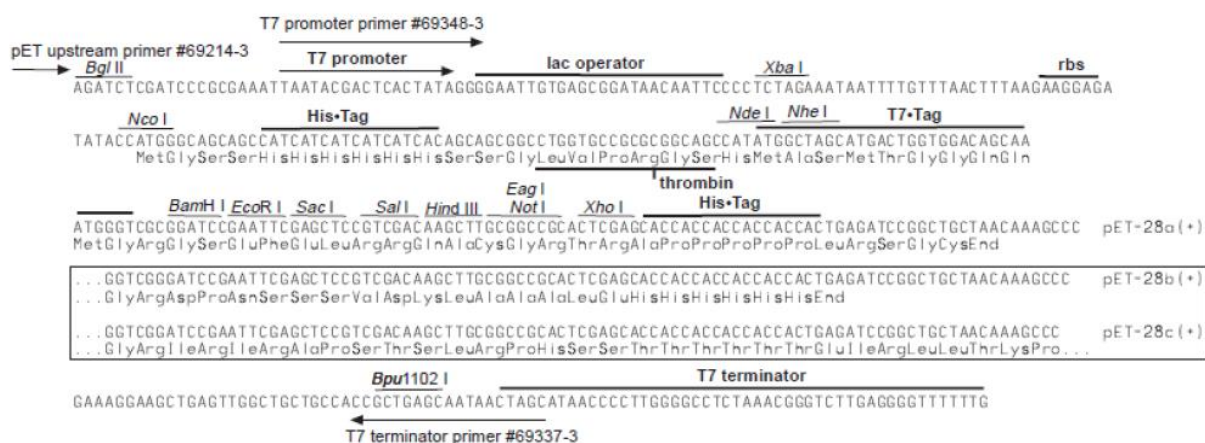 T7 promoter primer #69348-3
pET upstream primer #69214-3
Bgl II T7 promoter lac operator Xba I rbs
AGATCTCGATCCCGCGAAATTAATACGACTCACTATAGGGGAATTGTGAGCGGATAACAATTCCCCTCTAGAAATAATTTTGTTTAACTTTAAGAAGGAGA
Nco I His•Tag Nde I Nhe I T7•Tag
TATACCATGGGCAGCAGCCATCATCATCATCATCACAGCAGCGGCCTGGTGCCGCGCGGCAGCCATATGGCTAGCATGACTGGTGGACAGCAA
MetGlySerSerHisHisHisHisHisHisSerSerGlyLeuValProArgGlySerHisMetAlaSerMetThrGlyGlyGlnGln
thrombin
BamH I EcoR I Sac I Sal I Hind III Eag I Not I Xho I His•Tag
ATGGGTCGCGGATCCGAATTCGAGCTCCGTCGACAAGCTTGCGGCCGCACTCGAGCACCACCACCACCACCACTGAGATCCGGCTGCTAACAAAGCCC pET-28a(+)
MetGlyArgGlySerGluPheGluLeuArgArgGlnAlaCysGlyArgThrArgAlaProProProProProProLeuArgSerGlyCysEnd
...GGTCGGGATCCGAATTCGAGCTCCGTCGACAAGCTTGCGGCCGCACTCGAGCACCACCACCACCACCACTGAGATCCGGCTGCTAACAAAGCCC pET-28b(+)
...GlyArgAspProAsnSerSerSerValAspLysLeuAlaAlaAlaLeuGluHisHisHisHisHisHisEnd
...GGTCGGATCCGAATTCGAGCTCCGTCGACAAGCTTGCGGCCGCACTCGAGCACCACCACCACCACCACTGAGATCCGGCTGCTAACAAAGCCC pET-28c(+)
...GlyArgIleArgIleArgAlaProSerThrSerLeuArgProHisSerSerThrThrThrThrThrThrGluIleArgLeuLeuThrLysPro...
Bpu1102 I T7 terminator
GAAAGGAAGCTGAGTTGGCTGCTGCCACCGCTGAGCAATAACTAGCATAACCCCTTGGGGCCTCTAAACGGGTCTTGAGGGGTTTTTTG
T7 terminator primer #69337-3